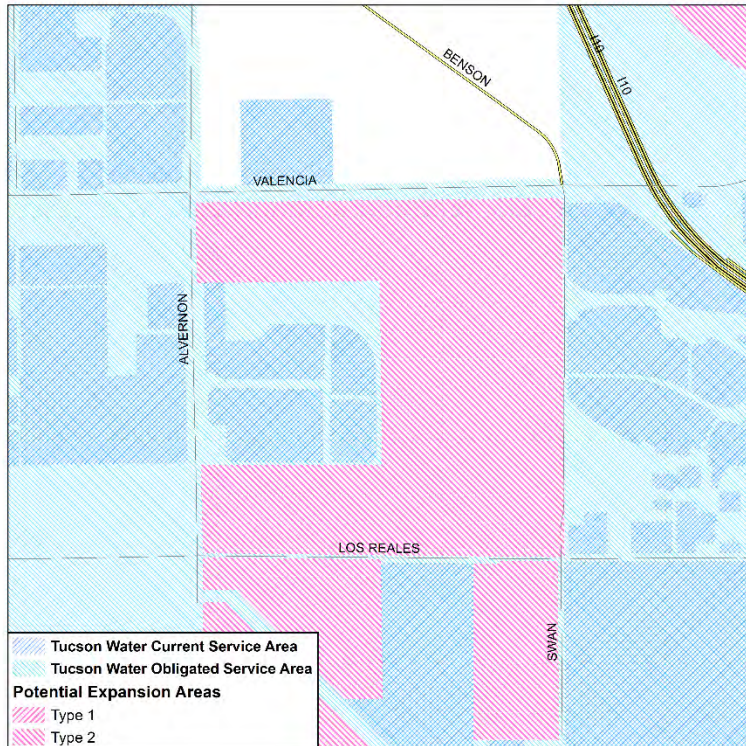 I10
I10
BENSON
VALENCIA
ALVERNON
LOS REALES
SWAN
Tucson Water Current Service Area
Tucson Water Obligated Service Area
Potential Expansion Areas
Type 1
Type 2